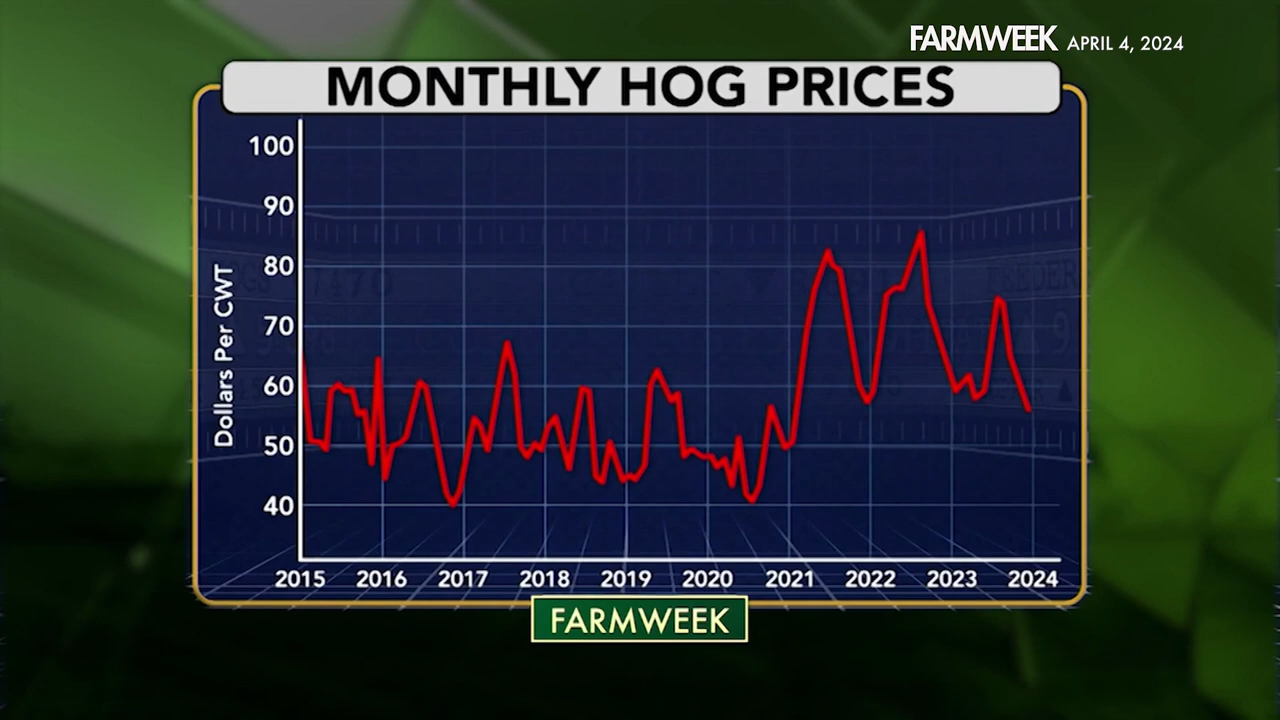 FARMWEEK APRIL 4, 2024
MONTHLY HOG PRICES
Dollars Per CWT
100
90
80
70
60
50
40
2015 2016 2017 2018 2019 2020 2021 2022 2023 2024
FARMWEEK